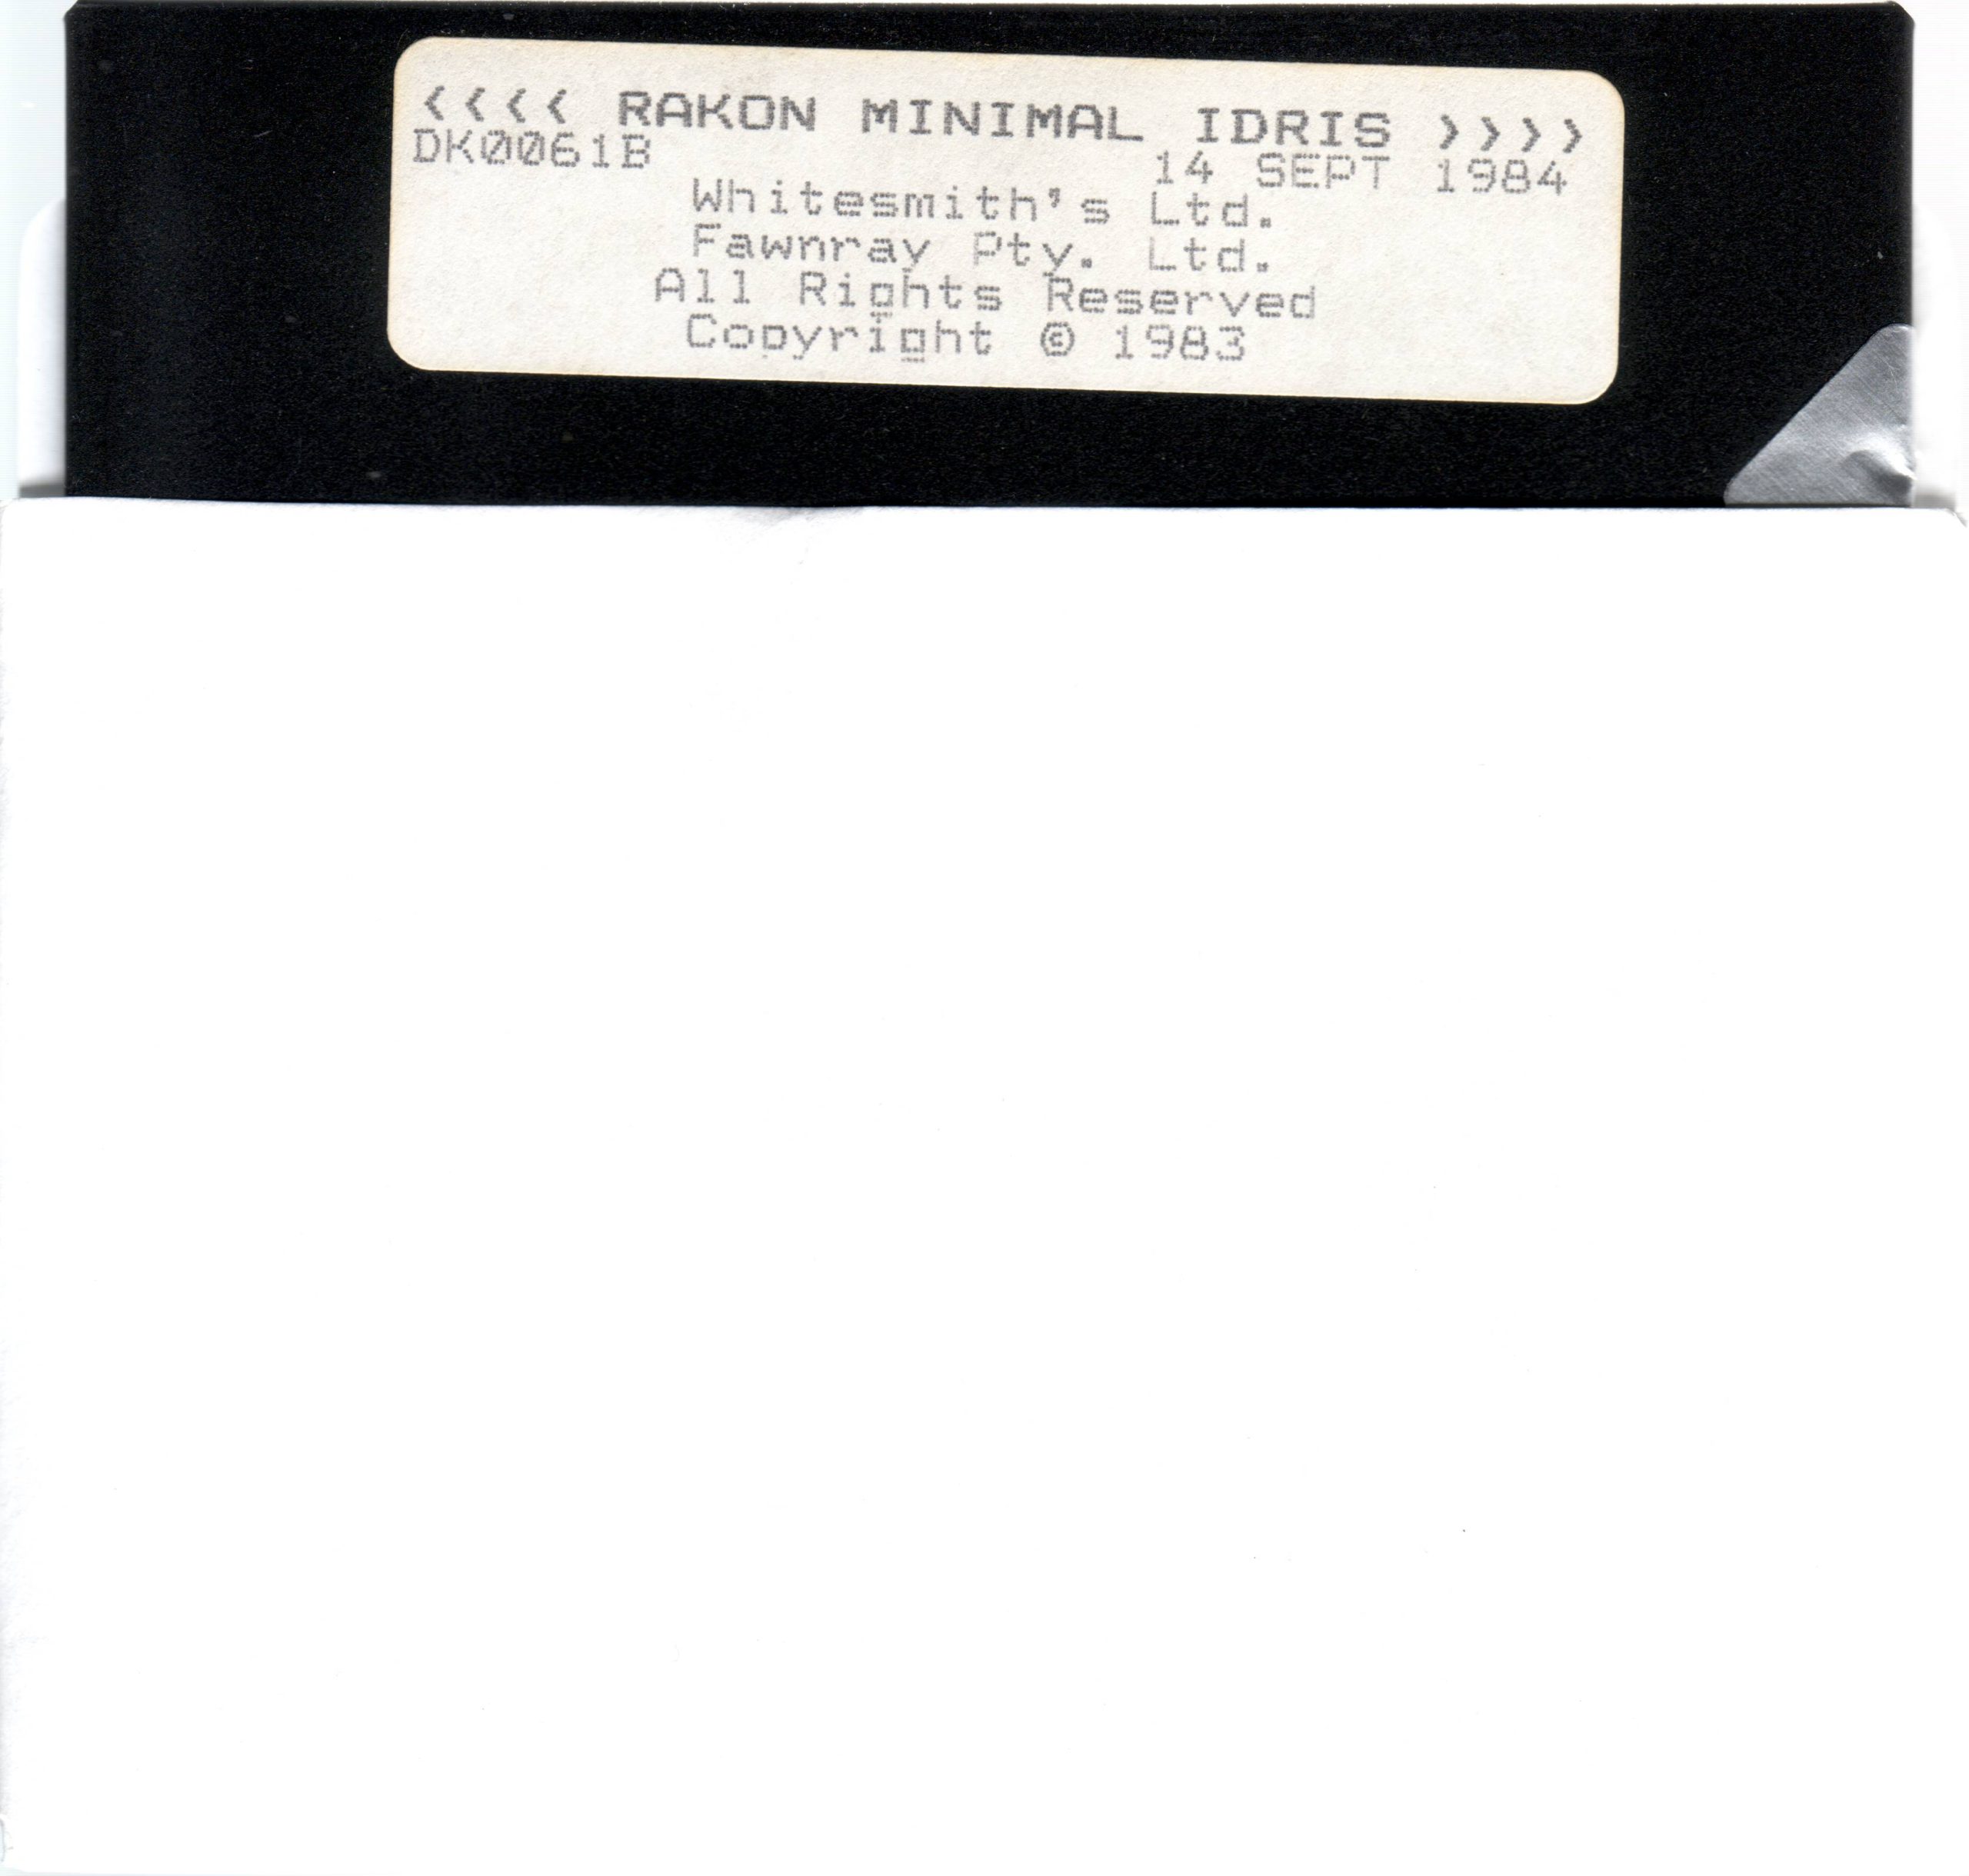 <<<< RAKON MINIMAL IDRIS >>>>
DK0061B 14 SEPT 1984
Whitesmith's Ltd.
Fawnray Pty. Ltd.
All Rights Reserved
Copyright © 1983